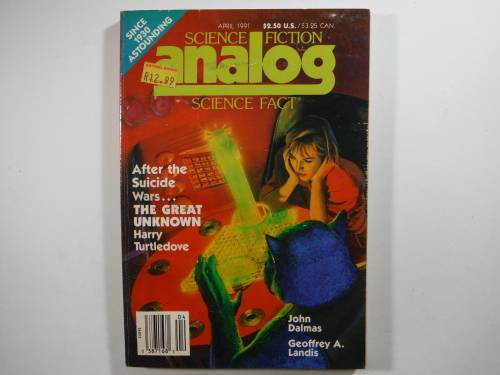 SINCE
1930
ASTOUNDING
APRIL 1991 $2.50 U.S./$3.25 CAN.
SCIENCE FICTION
analog
R12.99
SCIENCE FACT
After the
Suicide
Wars...
THE GREAT
UNKNOWN
Harry
Turtledove
John
Dalmas
Geoffrey A.
Landis
04